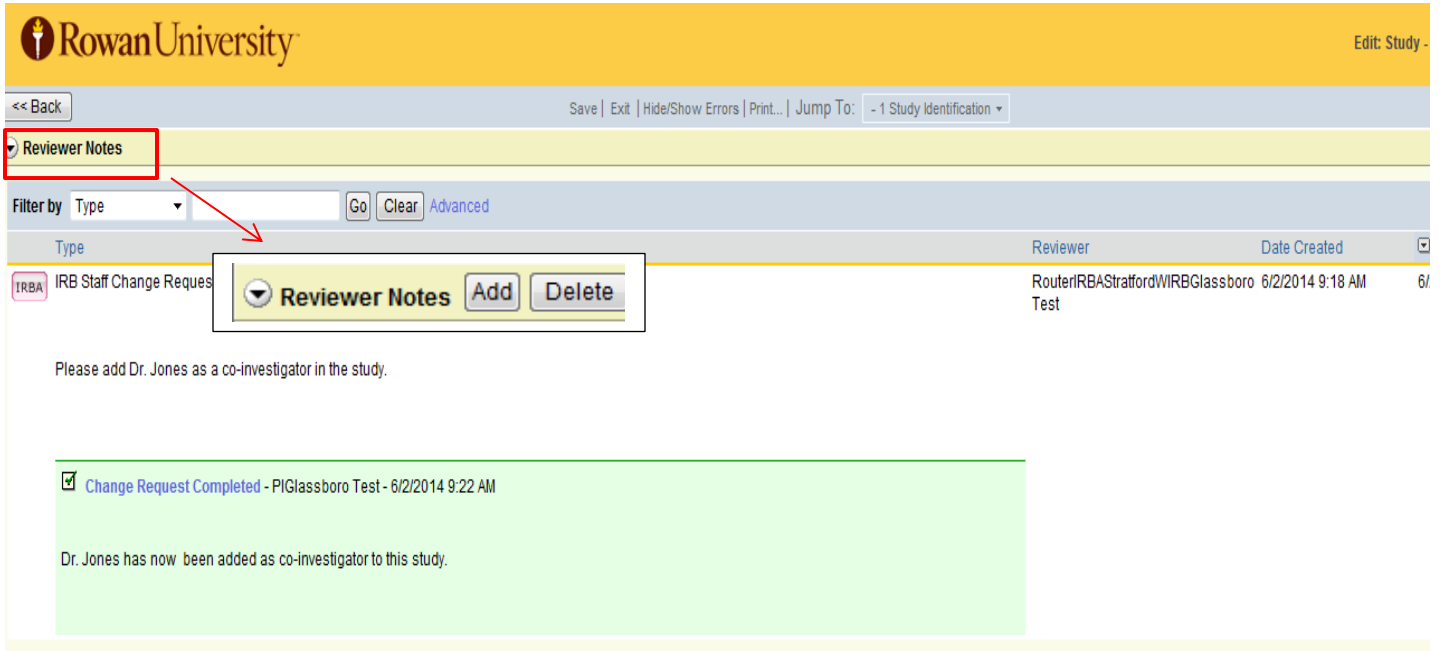 Rowan University
Edit: Study -
<< Back
Save | Exit | Hide/Show Errors | Print... | Jump To: - 1 Study Identification
Reviewer Notes
Filter by Type Go Clear Advanced
Type Reviewer Date Created
IRBA IRB Staff Change Reques RouterIRBAStratfordWIRBGlassboro 6/2/2014 9:18 AM 6/
Test
Reviewer Notes Add Delete
Please add Dr. Jones as a co-investigator in the study.
Change Request Completed - PIGlassboro Test - 6/2/2014 9:22 AM
Dr. Jones has now been added as co-investigator to this study.